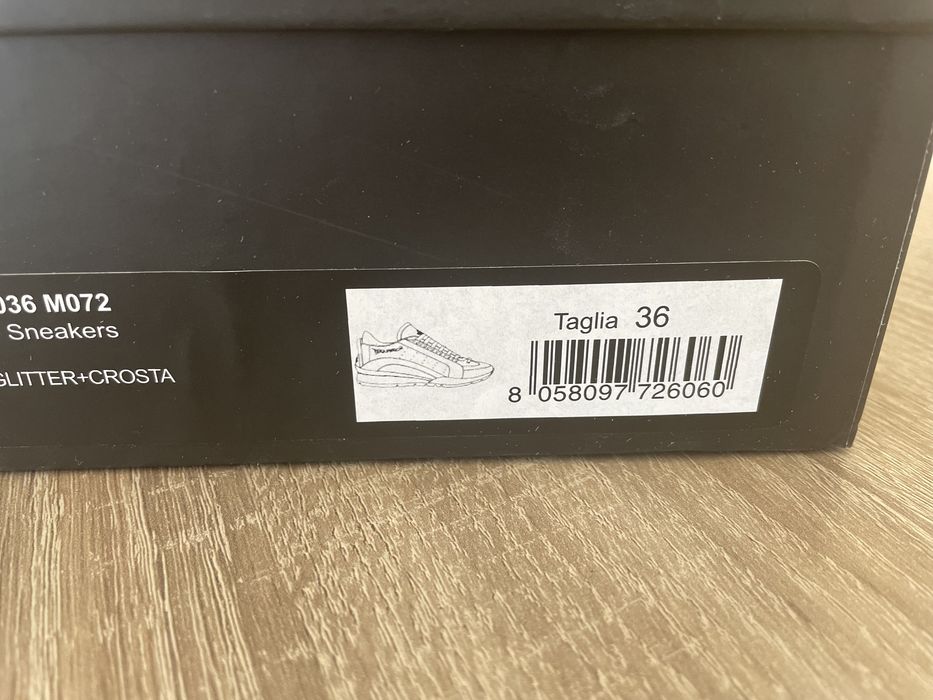 036 M072
Sneakers
GLITTER+CROSTA
Taglia 36
8 058097 726060